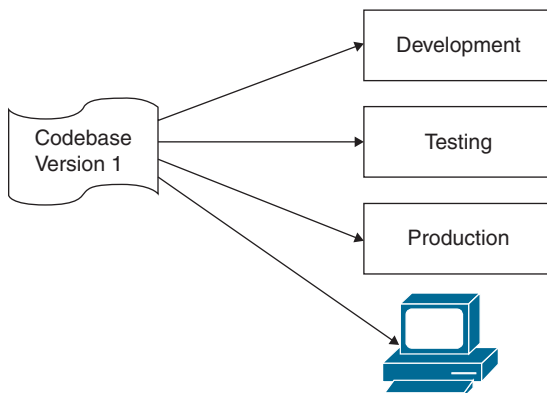 Development
Codebase
Version 1
Testing
Production